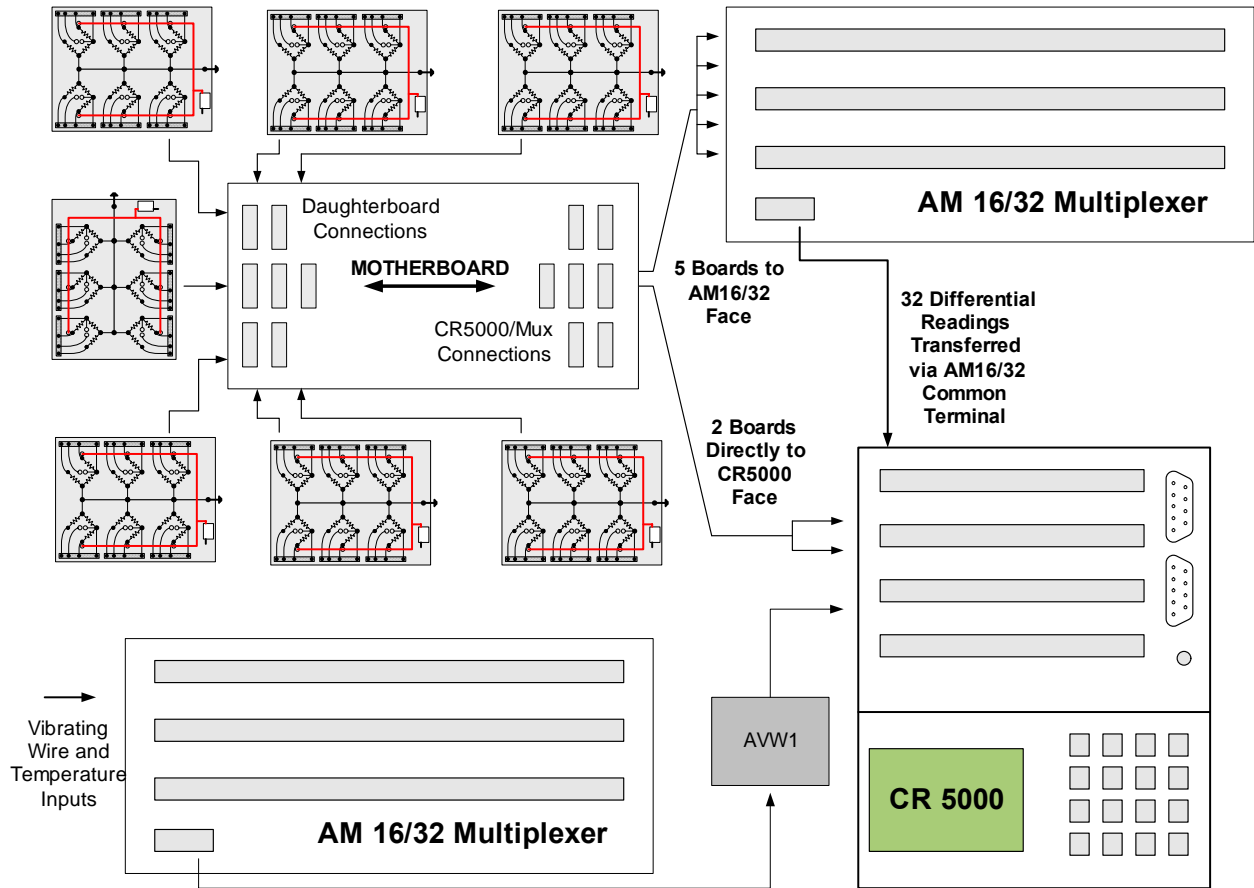 AM 16/32 Multiplexer
Daughterboard
Connections
MOTHERBOARD
CR5000/Mux
Connections
5 Boards to
AM16/32
Face
32 Differential
Readings
Transferred
via AM16/32
Common
Terminal
2 Boards
Directly to
CR5000
Face
Vibrating
Wire and
Temperature
Inputs
AM 16/32 Multiplexer
AVW1
CR 5000